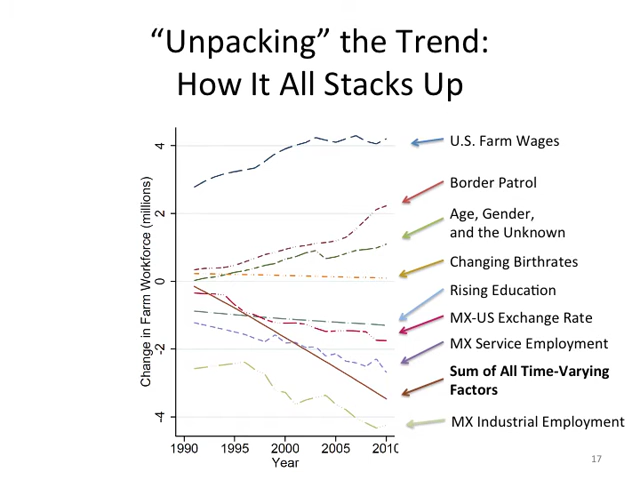 “Unpacking” the Trend:
How It All Stacks Up
Change in Farm Workforce (millions)
4
2
0
-2
-4
1990 1995 2000 2005 2010
Year
U.S. Farm Wages
Border Patrol
Age, Gender,
and the Unknown
Changing Birthrates
Rising Education
MX-US Exchange Rate
MX Service Employment
Sum of All Time-Varying
Factors
MX Industrial Employment
17